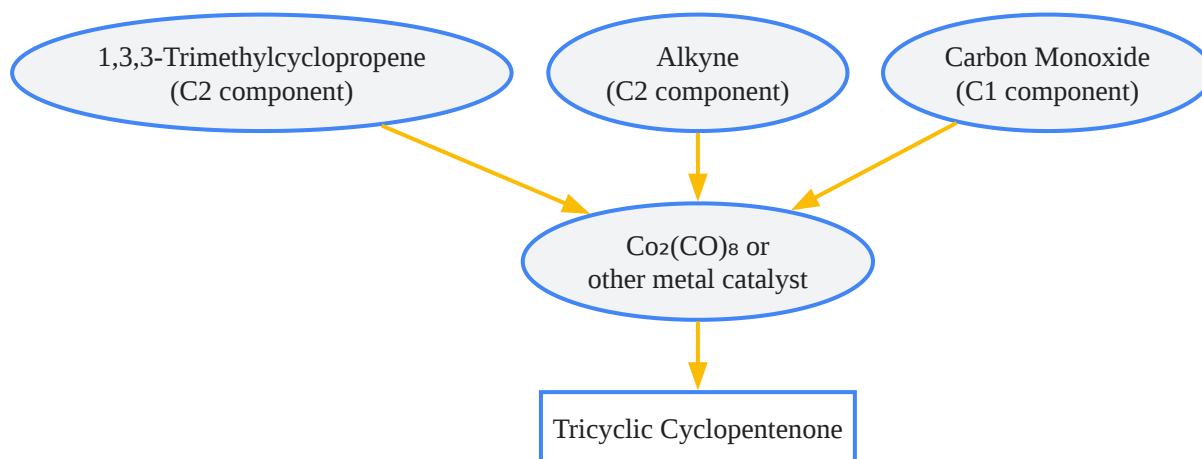 1,3,3-Trimethylcyclopropene
(C2 component)
Alkyne
(C2 component)
Carbon Monoxide
(C1 component)
Co₂(CO)₈ or
other metal catalyst
Tricyclic Cyclopentenone